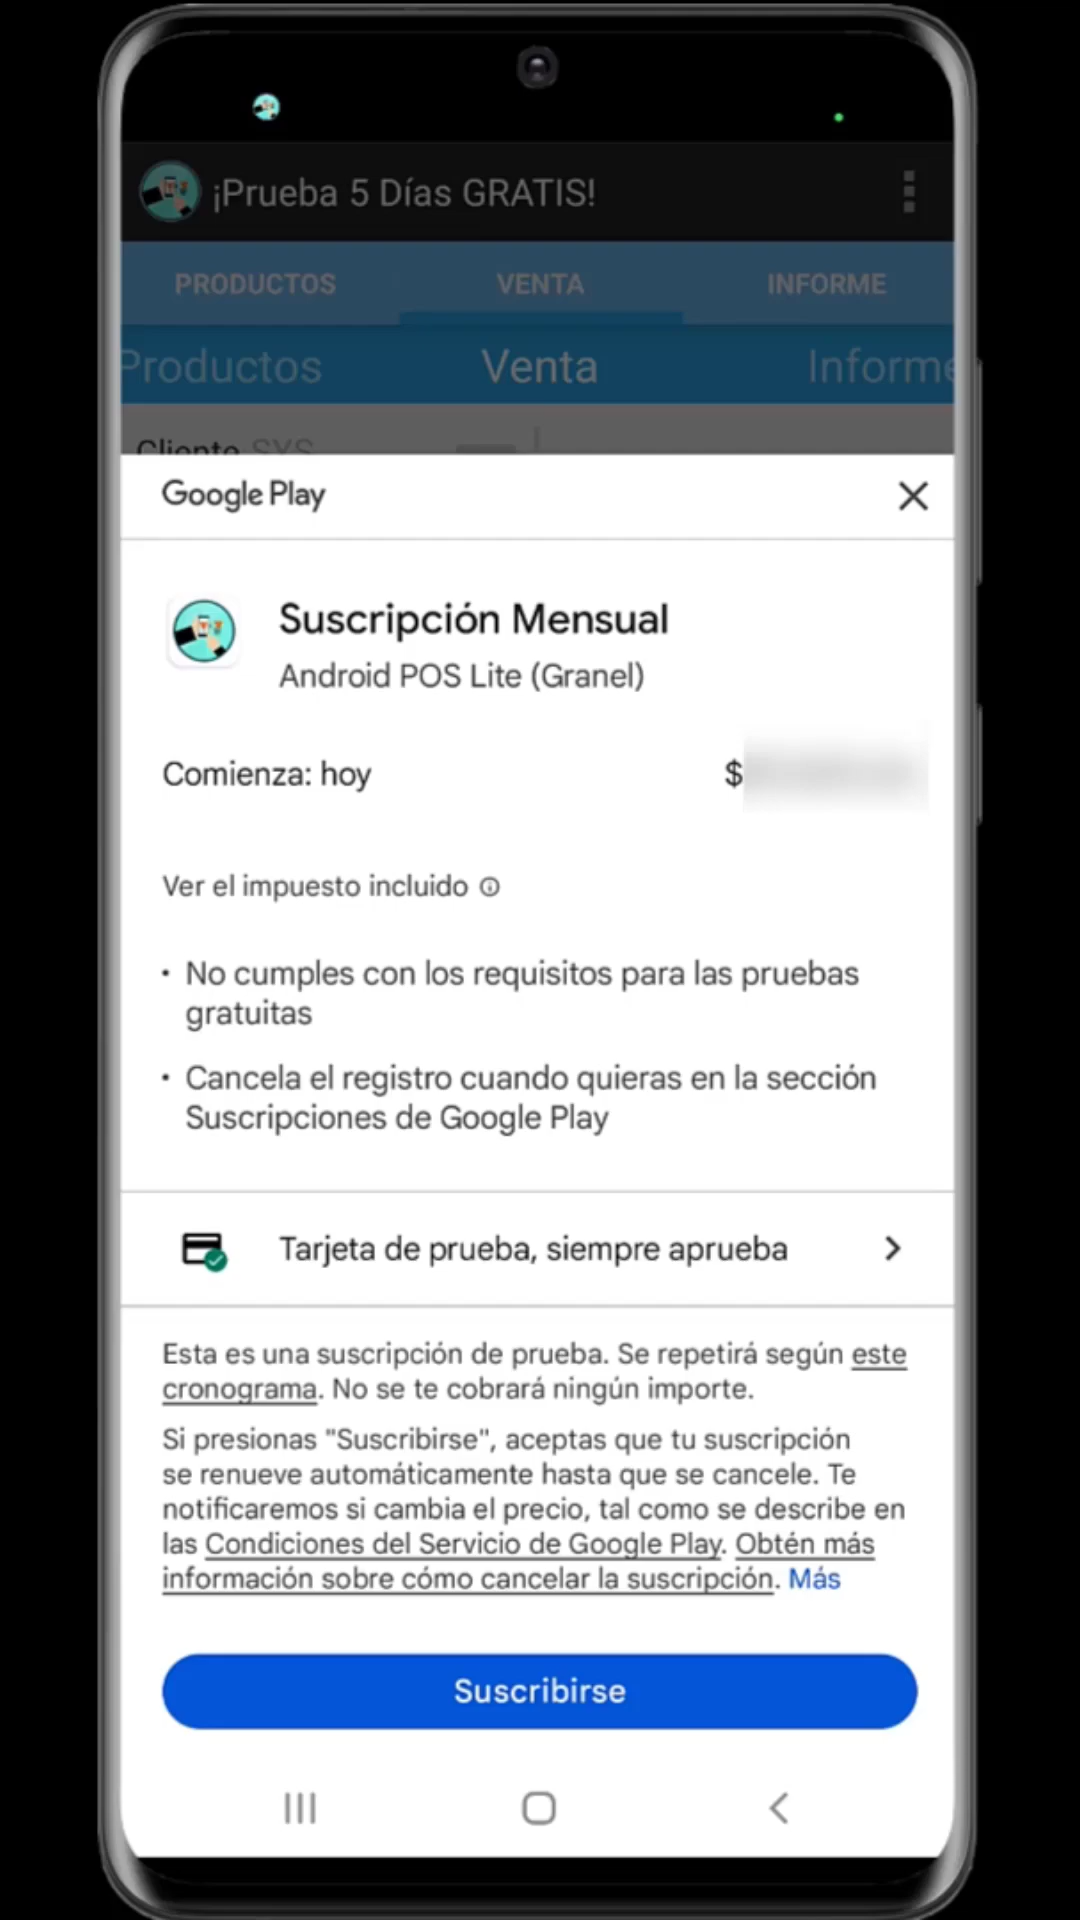 ¡Prueba 5 Días GRATIS!
PRODUCTOS VENTA INFORME
Productos Venta Informe
Cliente SYS
Google Play
Suscripción Mensual
Android POS Lite (Granel)
Comienza: hoy $
Ver el impuesto incluido
• No cumples con los requisitos para las pruebas
gratuitas
• Cancela el registro cuando quieras en la sección
Suscripciones de Google Play
Tarjeta de prueba, siempre aprueba
Esta es una suscripción de prueba. Se repetirá según este
cronograma. No se te cobrará ningún importe.
Si presionas "Suscribirse", aceptas que tu suscripción
se renueve automáticamente hasta que se cancele. Te
notificaremos si cambia el precio, tal como se describe en
las Condiciones del Servicio de Google Play. Obtén más
información sobre cómo cancelar la suscripción. Más
Suscribirse